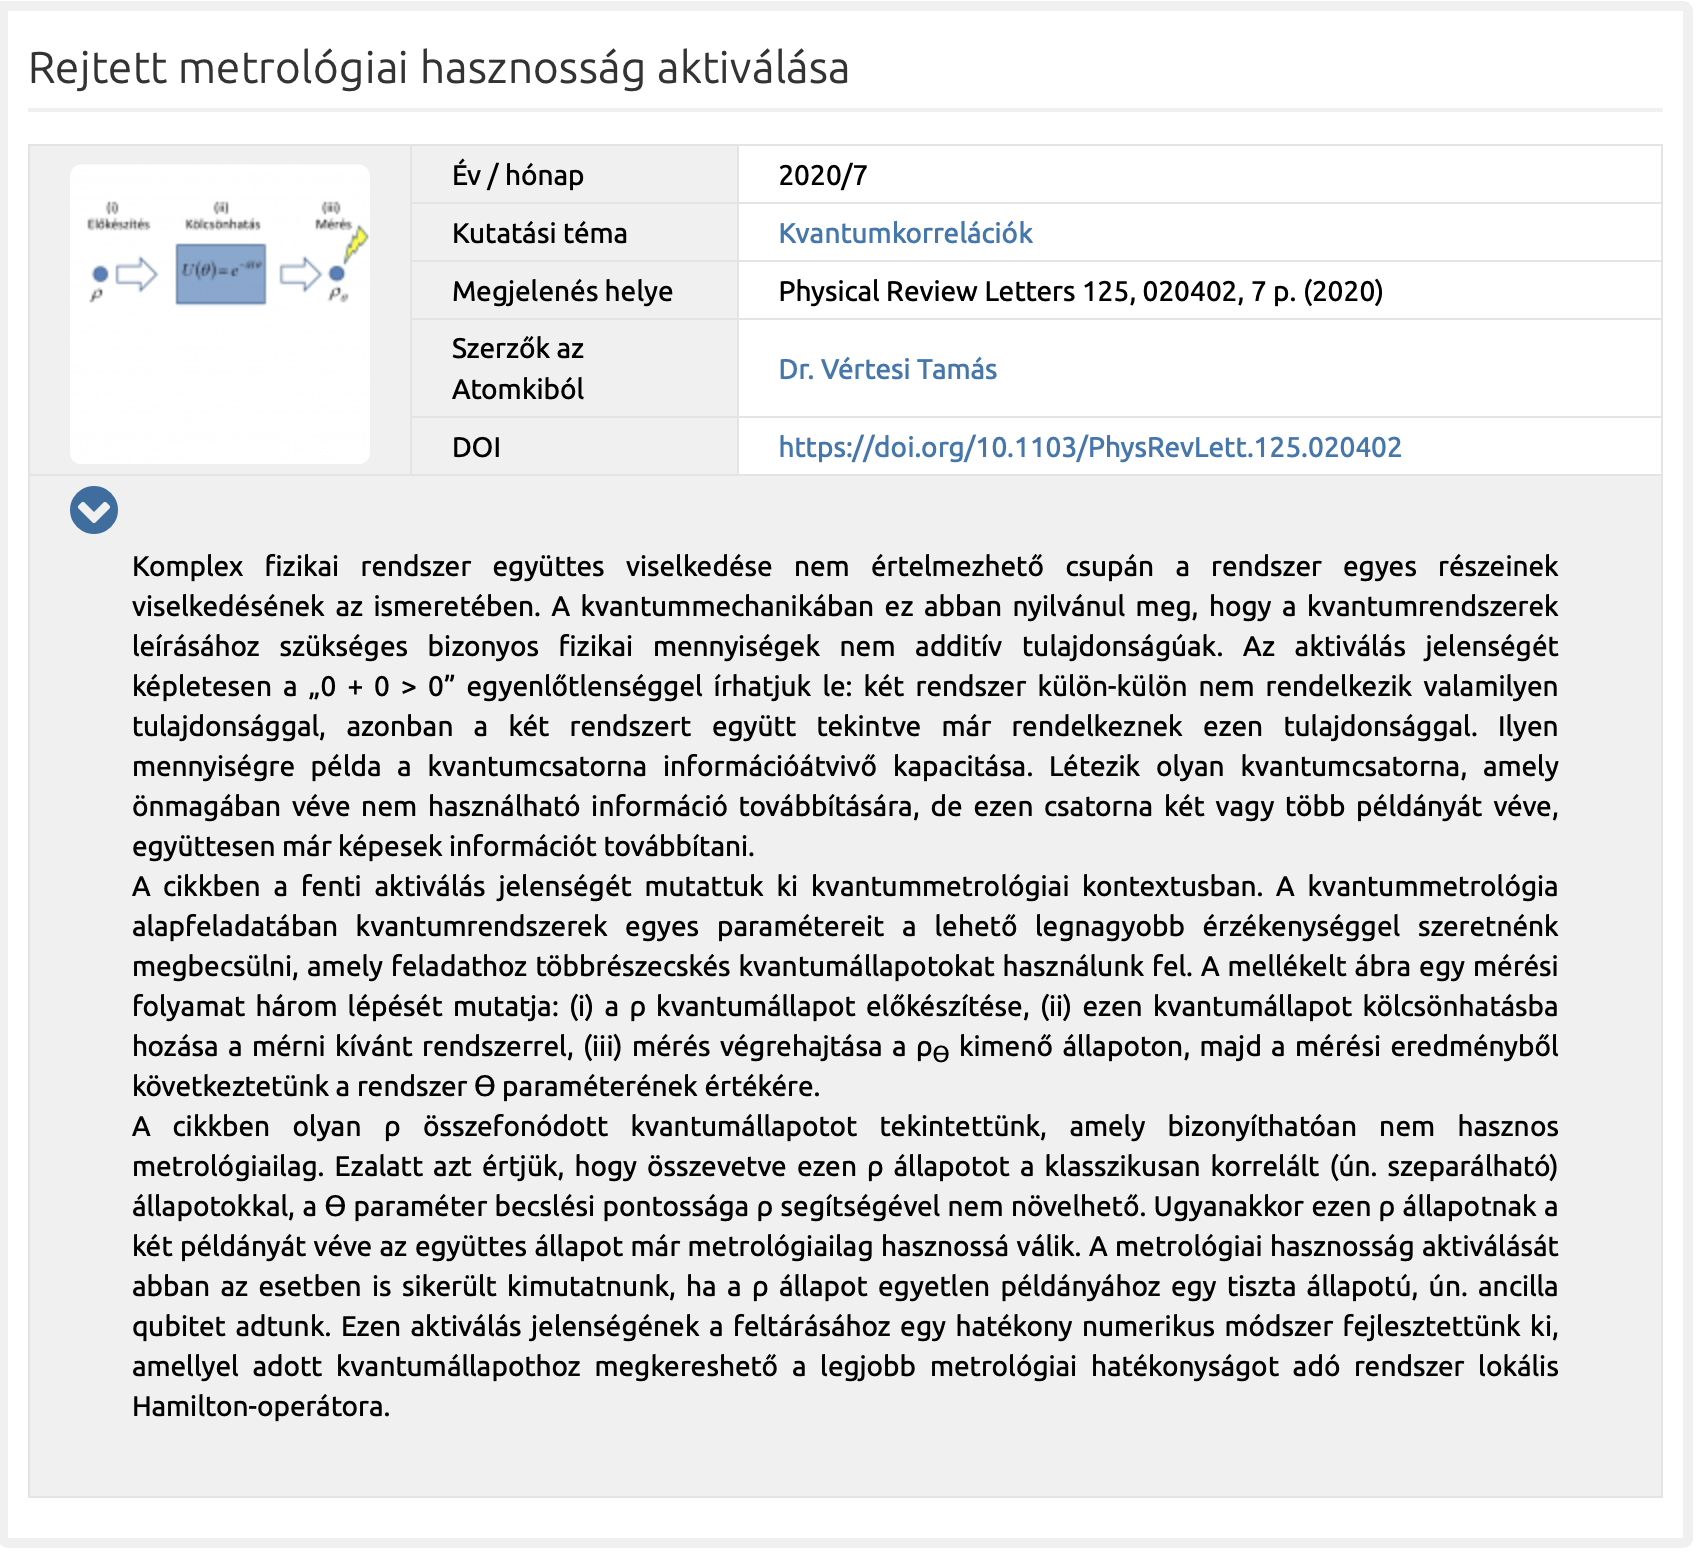 Rejtett metrológiai hasznosság aktiválása
(i)
Előkészítés
(ii)
Kölcsönhatás
(iii)
Mérés
ρ
ρ
Év / hónap
2020/7
Kutatási téma
Kvantumkorrelációk
Megjelenés helye
Physical Review Letters 125, 020402, 7 p. (2020)
Szerzők az
Atomkiból
Dr. Vértesi Tamás
DOI
https://doi.org/10.1103/PhysRevLett.125.020402
Komplex fizikai rendszer együttes viselkedése nem értelmezhető csupán a rendszer egyes részeinek
viselkedésének az ismeretében. A kvantummechanikában ez abban nyilvánul meg, hogy a kvantumrendszerek
leírásához szükséges bizonyos fizikai mennyiségek nem additív tulajdonságúak. Az aktiválás jelenségét
képletesen a „0 + 0 > 0” egyenlőtlenséggel írhatjuk le: két rendszer külön-külön nem rendelkezik valamilyen
tulajdonsággal, azonban a két rendszert együtt tekintve már rendelkeznek ezen tulajdonsággal. Ilyen
mennyiségre példa a kvantumcsatorna információátvivő kapacitása. Létezik olyan kvantumcsatorna, amely
önmagában véve nem használható információ továbbítására, de ezen csatorna két vagy több példányát véve,
együttesen már képesek információt továbbítani.
A cikkben a fenti aktiválás jelenségét mutattuk ki kvantummetrológiai kontextusban. A kvantummetrológia
alapfeladatában kvantumrendszerek egyes paramétereit a lehető legnagyobb érzékenységgel szeretnénk
megbecsülni, amely feladathoz többrészecskés kvantumállapotokat használunk fel. A mellékelt ábra egy mérési
folyamat három lépését mutatja: (i) a ρ kvantumállapot előkészítése, (ii) ezen kvantumállapot kölcsönhatásba
hozása a mérni kívánt rendszerrel, (iii) mérés végrehajtása a ρϴ kimenő állapoton, majd a mérési eredményből
következtetünk a rendszer ϴ paraméterének értékére.
A cikkben olyan ρ összefonódott kvantumállapotot tekintettünk, amely bizonyíthatóan nem hasznos
metrológiailag. Ezalatt azt értjük, hogy összevetve ezen ρ állapotot a klasszikusan korrelált (ún. szeparálható)
állapotokkal, a ϴ paraméter becslési pontossága ρ segítségével nem növelhető. Ugyanakkor ezen ρ állapotnak a
két példányát véve az együttes állapot már metrológiailag hasznossá válik. A metrológiai hasznosság aktiválását
abban az esetben is sikerült kimutatnunk, ha a ρ állapot egyetlen példányához egy tiszta állapotú, ún. ancilla
qubitet adtunk. Ezen aktiválás jelenségének a feltárásához egy hatékony numerikus módszer fejlesztettünk ki,
amellyel adott kvantumállapothoz megkereshető a legjobb metrológiai hatékonyságot adó rendszer lokális
Hamilton-operátora.